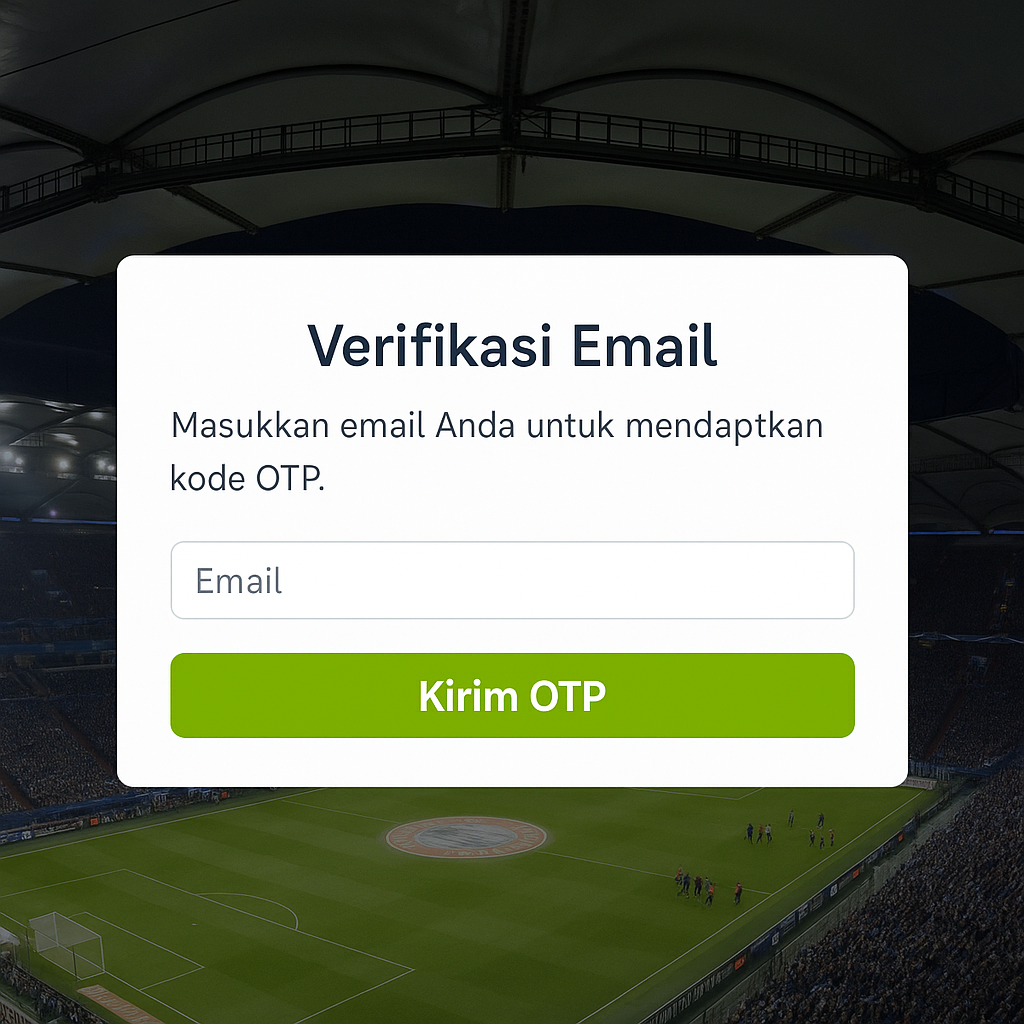 Verifikasi Email
Masukkan email Anda untuk mendaptkan
kode OTP.
Email
Kirim OTP